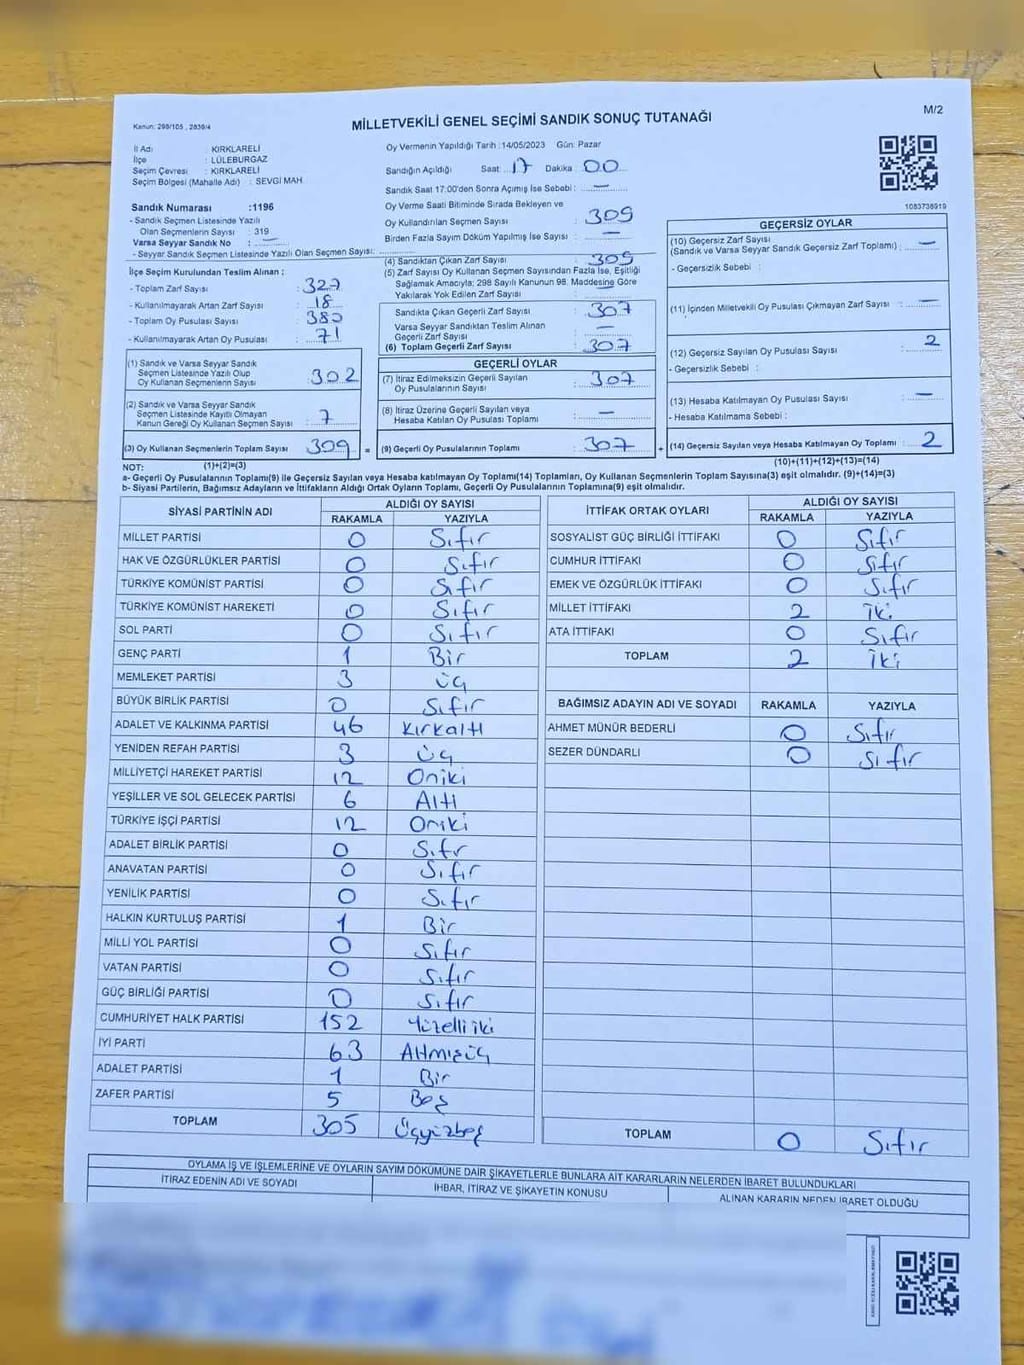 Kanun: 298/105 , 2839/4
MİLLETVEKİLİ GENEL SEÇİMİ SANDIK SONUÇ TUTANAĞI
M/2
İl Adı : KIRKLARELİ
İlçe : LÜLEBURGAZ
Seçim Çevresi : KIRKLARELİ
Seçim Bölgesi (Mahalle Adı) : SEVGİ MAH.
Sandık Numarası :1196
- Sandık Seçmen Listesinde Yazılı
Olan Seçmenlerin Sayısı : 319
Varsa Seyyar Sandık No : —
- Seyyar Sandık Seçmen Listesinde Yazılı Olan Seçmen Sayısı:
İlçe Seçim Kurulundan Teslim Alınan ;
- Toplam Zarf Sayısı : 327
- Kullanılmayarak Artan Zarf Sayısı : 18
- Toplam Oy Pusulası Sayısı : 380
- Kullanılmayarak Artan Oy Pusulası : 71
(1) Sandık ve Varsa Seyyar Sandık
Seçmen Listesinde Yazılı Olup
Oy Kullanan Seçmenlerin Sayısı : 302
(2) Sandık ve Varsa Seyyar Sandık
Seçmen Listesinde Kayıtlı Olmayan
Kanun Gereği Oy Kullanan Seçmen Sayısı : 7
(3) Oy Kullanan Seçmenlerin Toplam Sayısı : 309 =
Oy Vermenin Yapıldığı Tarih :14/05/2023 Gün: Pazar
Sandığın Açıldığı Saat: 17 Dakika : 00
Sandık Saat 17:00'den Sonra Açımış İse Sebebi : —
Oy Verme Saati Bitiminde Sırada Bekleyen ve
Oy Kullandırılan Seçmen Sayısı : 309
Birden Fazla Sayım Döküm Yapılmış İse Sayısı : —
(4) Sandıktan Çıkan Zarf Sayısı : 309
(5) Zarf Sayısı Oy Kullanan Seçmen Sayısından Fazla İse, Eşitliği
Sağlamak Amacıyla; 298 Sayılı Kanunun 98. Maddesine Göre
Yakılarak Yok Edilen Zarf Sayısı : —
Sandıkta Çıkan Geçerli Zarf Sayısı : 307
Varsa Seyyar Sandıktan Teslim Alınan
Geçerli Zarf Sayısı : —
(6) Toplam Geçerli Zarf Sayısı : 307
GEÇERLİ OYLAR
(7) İtiraz Edilmeksizin Geçerli Sayılan
Oy Pusulalarının Sayısı : 307
(8) İtiraz Üzerine Geçerli Sayılan veya
Hesaba Katılan Oy Pusulası Toplamı : —
(9) Geçerli Oy Pusulalarının Toplamı : 307 +
1083738919
GEÇERSİZ OYLAR
(10) Geçersiz Zarf Sayısı
(Sandık ve Varsa Seyyar Sandık Geçersiz Zarf Toplamı) : —
- Geçersizlik Sebebi :
(11) İçinden Milletvekili Oy Pusulası Çıkmayan Zarf Sayısı : —
(12) Geçersiz Sayılan Oy Pusulası Sayısı : 2
- Geçersizlik Sebebi :
(13) Hesaba Katılmayan Oy Pusulası Sayısı : —
- Hesaba Katılmama Sebebi :
(14) Geçersiz Sayılan veya Hesaba Katılmayan Oy Toplamı : 2
NOT: (1)+(2)=(3) (10)+(11)+(12)+(13)=(14)
a- Geçerli Oy Pusulalarının Toplamı(9) ile Geçersiz Sayılan veya Hesaba katılmayan Oy Toplamı(14) Toplamları, Oy Kullanan Seçmenlerin Toplam Sayısına(3) eşit olmalıdır. (9)+(14)=(3)
b- Siyasi Partilerin, Bağımsız Adayların ve İttifakların Aldığı Ortak Oyların Toplamı, Geçerli Oy Pusulalarının Toplamına(9) eşit olmalıdır.
SİYASİ PARTİNİN ADI ALDIĞI OY SAYISI
RAKAMLA YAZIYLA
MİLLET PARTİSİ 0 Sıfır
HAK VE ÖZGÜRLÜKLER PARTİSİ 0 Sıfır
TÜRKİYE KOMÜNİST PARTİSİ 0 Sıfır
TÜRKİYE KOMÜNİST HAREKETİ 0 Sıfır
SOL PARTİ 0 Sıfır
GENÇ PARTİ 1 Bir
MEMLEKET PARTİSİ 3 üç
BÜYÜK BİRLİK PARTİSİ 0 Sıfır
ADALET VE KALKINMA PARTİSİ 46 Kırkaltı
YENİDEN REFAH PARTİSİ 3 üç
MİLLİYETÇİ HAREKET PARTİSİ 12 Oniki
YEŞİLLER VE SOL GELECEK PARTİSİ 6 Altı
TÜRKİYE İŞÇİ PARTİSİ 12 Oniki
ADALET BİRLİK PARTİSİ 0 Sıfır
ANAVATAN PARTİSİ 0 Sıfır
YENİLİK PARTİSİ 0 Sıfır
HALKIN KURTULUŞ PARTİSİ 1 Bir
MİLLİ YOL PARTİSİ 0 Sıfır
VATAN PARTİSİ 0 Sıfır
GÜÇ BİRLİĞİ PARTİSİ 0 Sıfır
CUMHURİYET HALK PARTİSİ 152 Yüzelliiki
İYİ PARTİ 63 Altmışüç
ADALET PARTİSİ 1 Bir
ZAFER PARTİSİ 5 Beş
TOPLAM 305 Üçyüzbeş
İTTİFAK ORTAK OYLARI ALDIĞI OY SAYISI
RAKAMLA YAZIYLA
SOSYALİST GÜÇ BİRLİĞİ İTTİFAKI 0 Sıfır
CUMHUR İTTİFAKI 0 Sıfır
EMEK VE ÖZGÜRLÜK İTTİFAKI 0 Sıfır
MİLLET İTTİFAKI 2 İki
ATA İTTİFAKI 0 Sıfır
TOPLAM 2 İki
BAĞIMSIZ ADAYIN ADI VE SOYADI RAKAMLA YAZIYLA
AHMET MÜNÜR BEDERLİ 0 Sıfır
SEZER DÜNDARLI 0 Sıfır
TOPLAM 0 Sıfır
OYLAMA İŞ VE İŞLEMLERİNE VE OYLARIN SAYIM DÖKÜMÜNE DAİR ŞİKAYETLERLE BUNLARA AİT KARARLARIN NELERDEN İBARET BULUNDUKLARI
İTİRAZ EDENİN ADI VE SOYADI İHBAR, İTİRAZ VE ŞİKAYETİN KONUSU ALINAN KARARIN NEDEN İBARET OLDUĞU